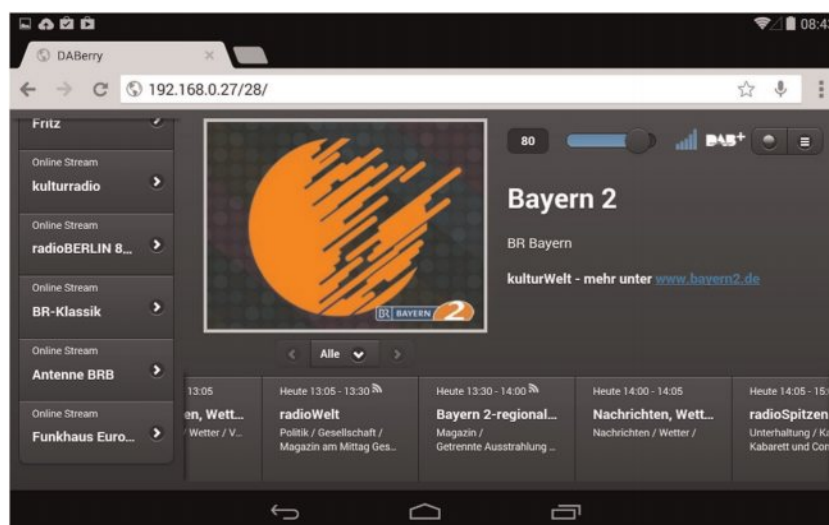 08:43
DABerry
192.168.0.27/28/
Fritz
Online Stream
kulturradio
Online Stream
radioBERLIN 8...
Online Stream
BR-Klassik
Online Stream
Antenne BRB
Online Stream
Funkhaus Euro...
BR BAYERN 2
80
DAB+
Bayern 2
BR Bayern
kulturWelt - mehr unter www.bayern2.de
Alle
13:05
en, Wett...
/ Wetter / V...
Heute 13:05 - 13:30
radioWelt
Politik / Gesellschaft /
Magazin am Mittag Ges...
Heute 13:30 - 14:00
Bayern 2-regional...
Magazin /
Getrennte Ausstrahlung ...
Heute 14:00 - 14:05
Nachrichten, Wett...
Nachrichten / Wetter /
Heute 14:05 - 15:
radioSpitzen
Unterhaltung / Ka
Kabarett und Com